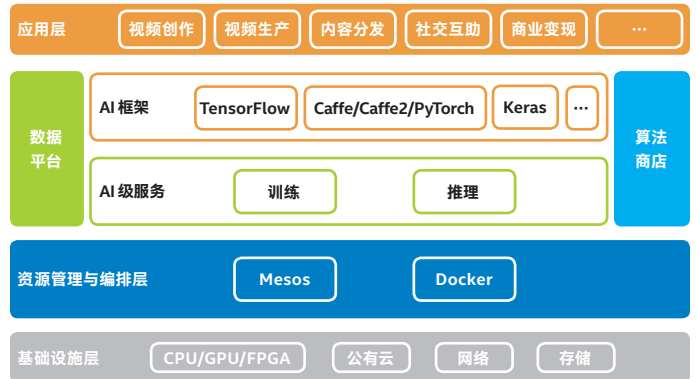 应用层 视频创作 视频生产 内容分发 社交互助 商业变现 …
数据
平台
AI 框架 TensorFlow Caffe/Caffe2/PyTorch Keras …
AI 级服务 训练 推理
算法
商店
资源管理与编排层 Mesos Docker
基础设施层 CPU/GPU/FPGA 公有云 网络 存储